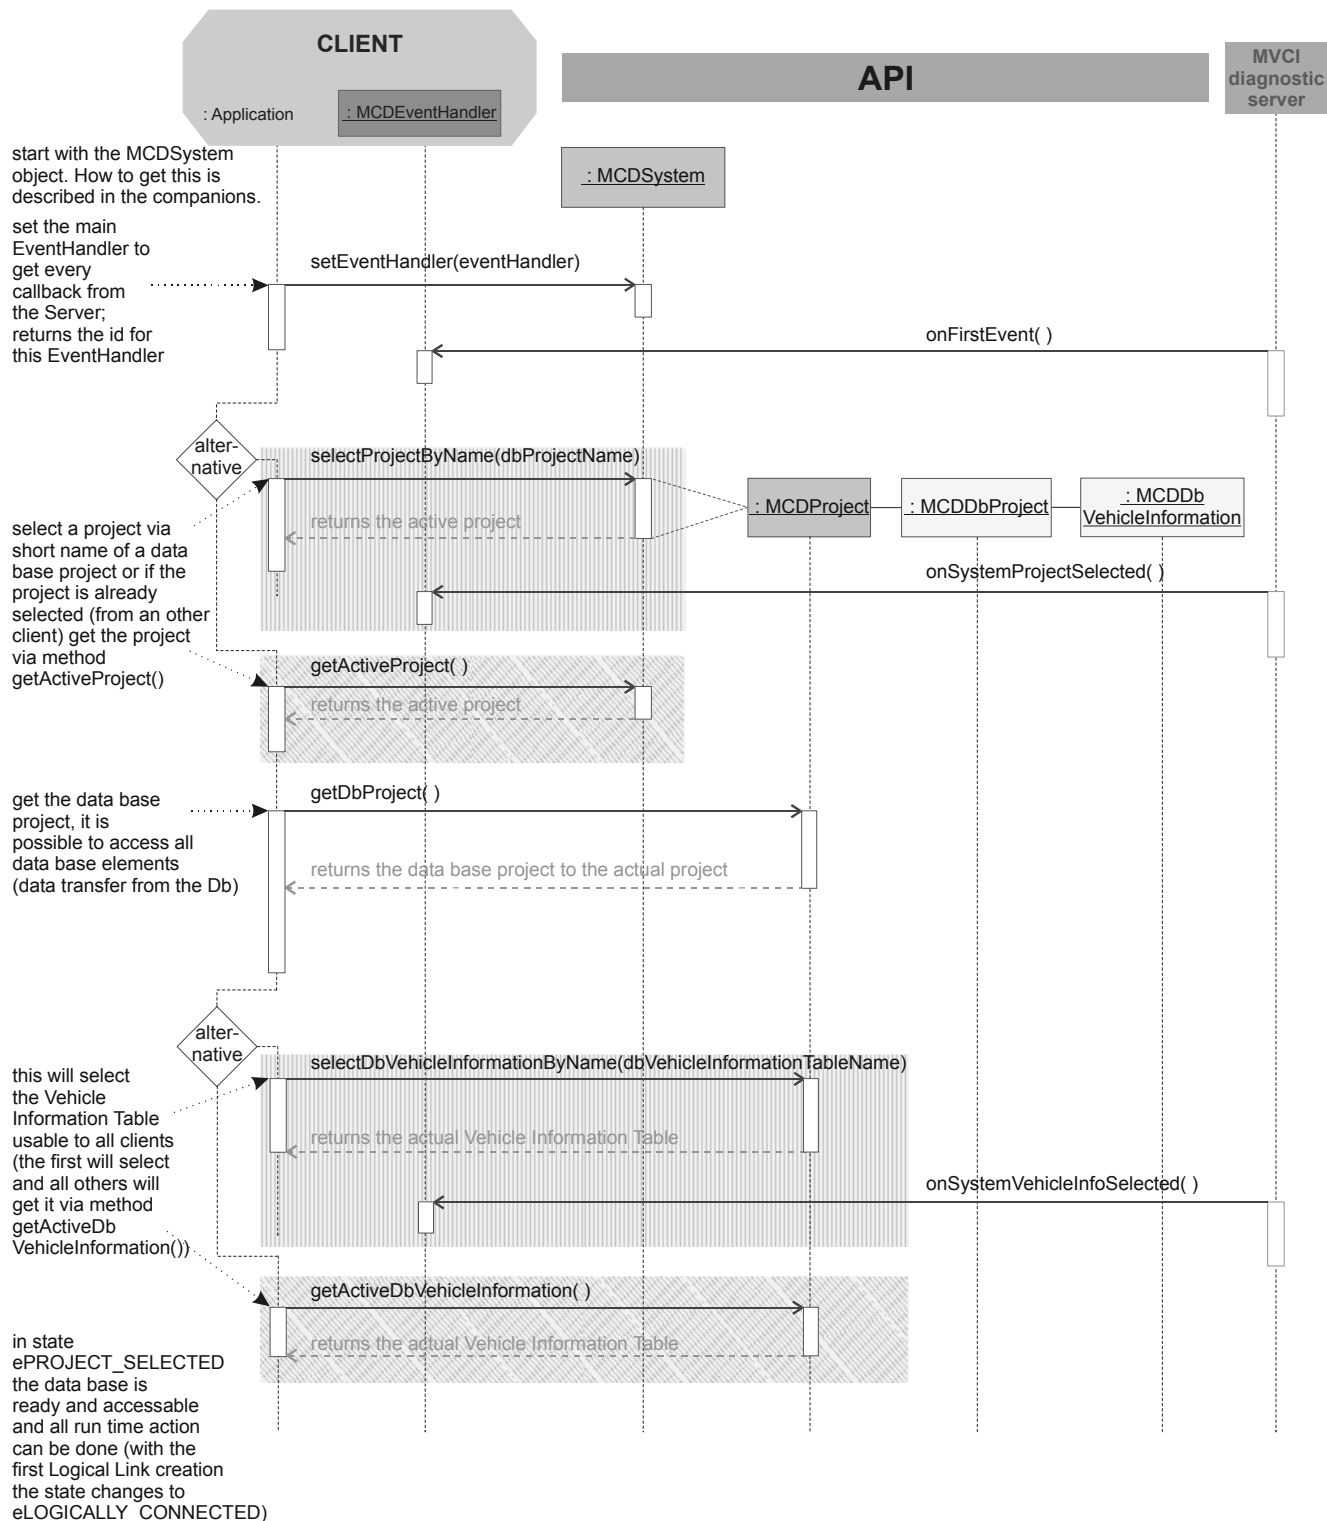 CLIENT
: Application
: MCDEventHandler
API
MVCI
diagnostic
server
start with the MCDSystem
object. How to get this is
described in the companions.
: MCDSystem
set the main
EventHandler to
get every
callback from
the Server;
returns the id for
this EventHandler
setEventHandler(eventHandler)
onFirstEvent( )
alter-
native
selectProjectByName(dbProjectName)
returns the active project
: MCDProject
: MCDDbProject
: MCDDb
VehicleInformation
select a project via
short name of a data
base project or if the
project is already
selected (from an other
client) get the project
via method
getActiveProject()
onSystemProjectSelected( )
getActiveProject( )
returns the active project
get the data base
project, it is
possible to access all
data base elements
(data transfer from the Db)
getDbProject( )
returns the data base project to the actual project
alter-
native
selectDbVehicleInformationByName(dbVehicleInformationTableName)
this will select
the Vehicle
Information Table
usable to all clients
(the first will select
and all others will
get it via method
getActiveDb
VehicleInformation())
returns the actual Vehicle Information Table
onSystemVehicleInfoSelected( )
getActiveDbVehicleInformation( )
returns the actual Vehicle Information Table
in state
ePROJECT_SELECTED
the data base is
ready and accessable
and all run time action
can be done (with the
first Logical Link creation
the state changes to
eLOGICALLY_CONNECTED)